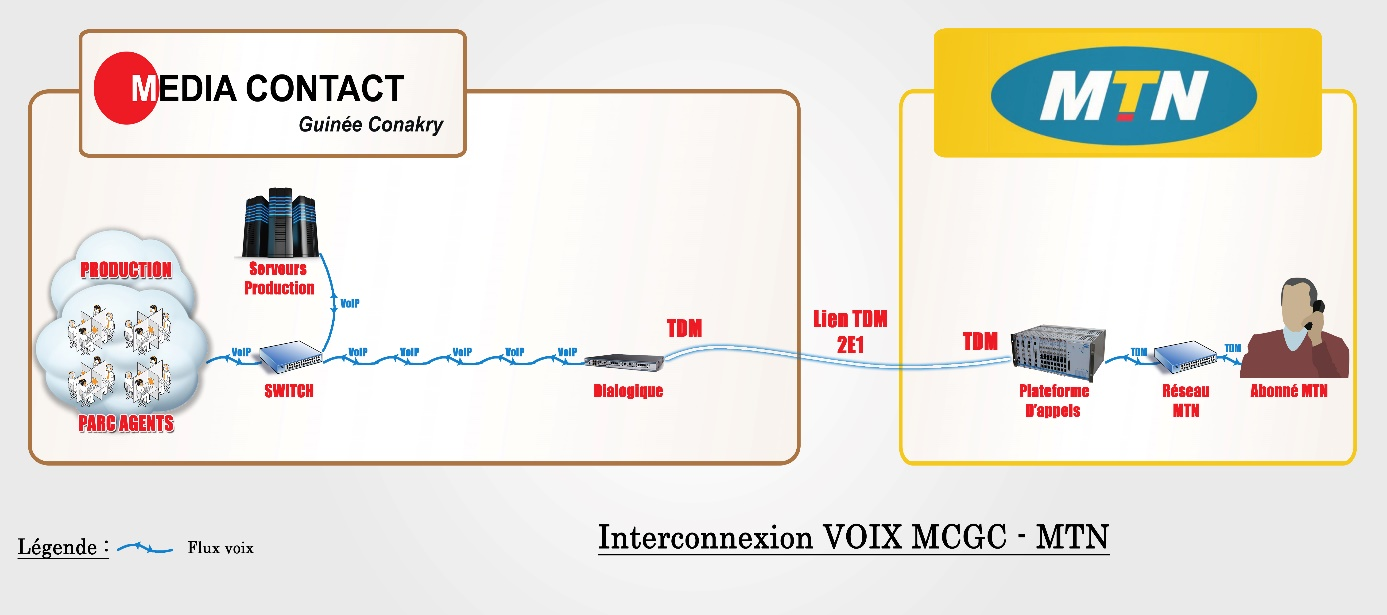 MEDIA CONTACT
Guinée Conakry
MTN
PRODUCTION
PARC AGENTS
Serveurs
Production
VoIP
VoIP
SWITCH
VoIP
VoIP
VoIP
VoIP
VoIP
Dialogique
TDM
Lien TDM
2E1
TDM
Plateforme
D'appels
TDM
Réseau
MTN
TDM
Abonné MTN
Interconnexion VOIX MCGC - MTN
Légende :
Flux voix